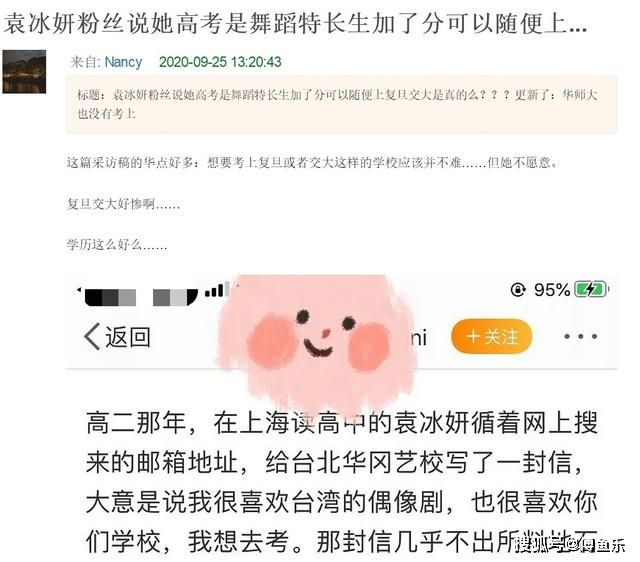 袁冰妍粉丝说她高考是舞蹈特长生加了分可以随便上...
来自: Nancy 2020-09-25 13:20:43
标题：袁冰妍粉丝说她高考是舞蹈特长生加了分可以随便上复旦交大是真的么？？？更新了：华师大
也没有考上
这篇采访稿的华点好多：想要考上复旦或者交大这样的学校应该并不难……但她不愿意。
复旦交大好惨啊……
学历这么好么……
95%
返回
ni
+关注
高二那年，在上海读高中的袁冰妍循着网上搜
来的邮箱地址，给台北华冈艺校写了一封信，
大意是说我很喜欢台湾的偶像剧，也很喜欢你
们学校，我想去考。那封信几乎不出所
搜狐号@傅鱼乐